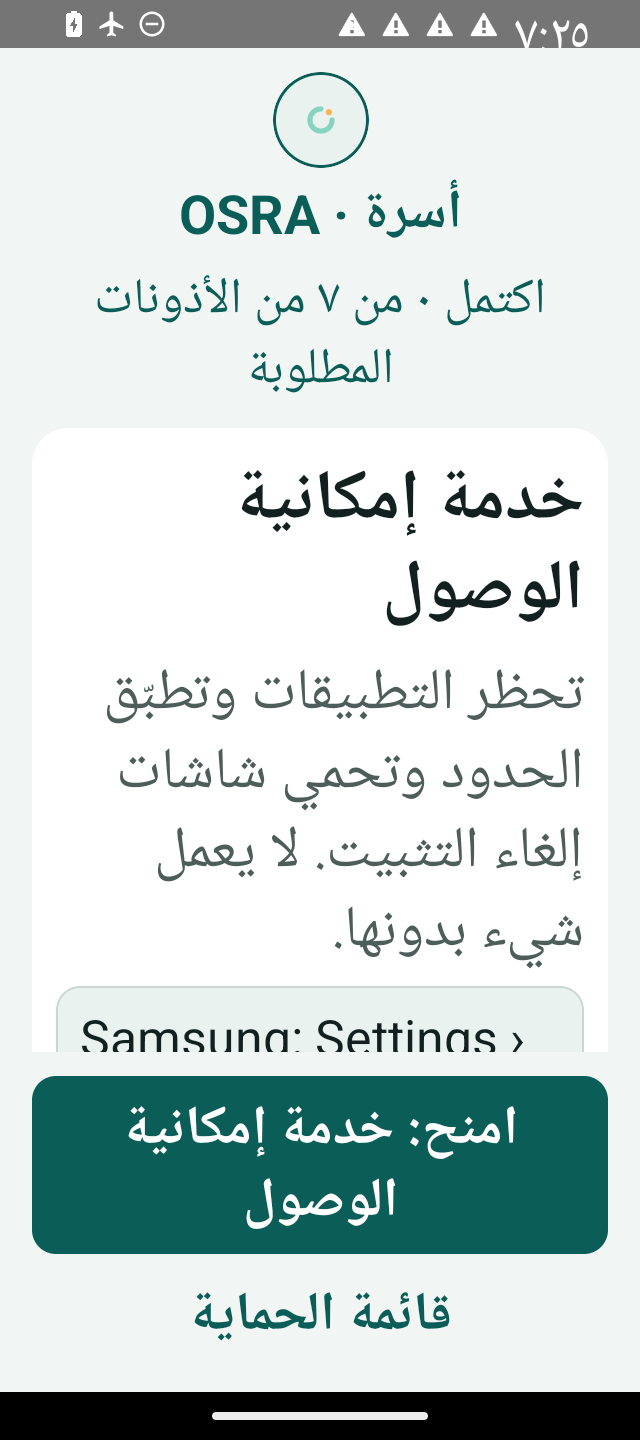 ٧:٢٥
أسرة · OSRA
اكتمل ٠ من ٧ من الأذونات
المطلوبة
خدمة إمكانية
الوصول
تحظر التطبيقات وتطبّق
الحدود وتحمي شاشات
إلغاء التثبيت. لا يعمل
شيء بدونها.
Samsung: Settings ›
امنح: خدمة إمكانية
الوصول
قائمة الحماية